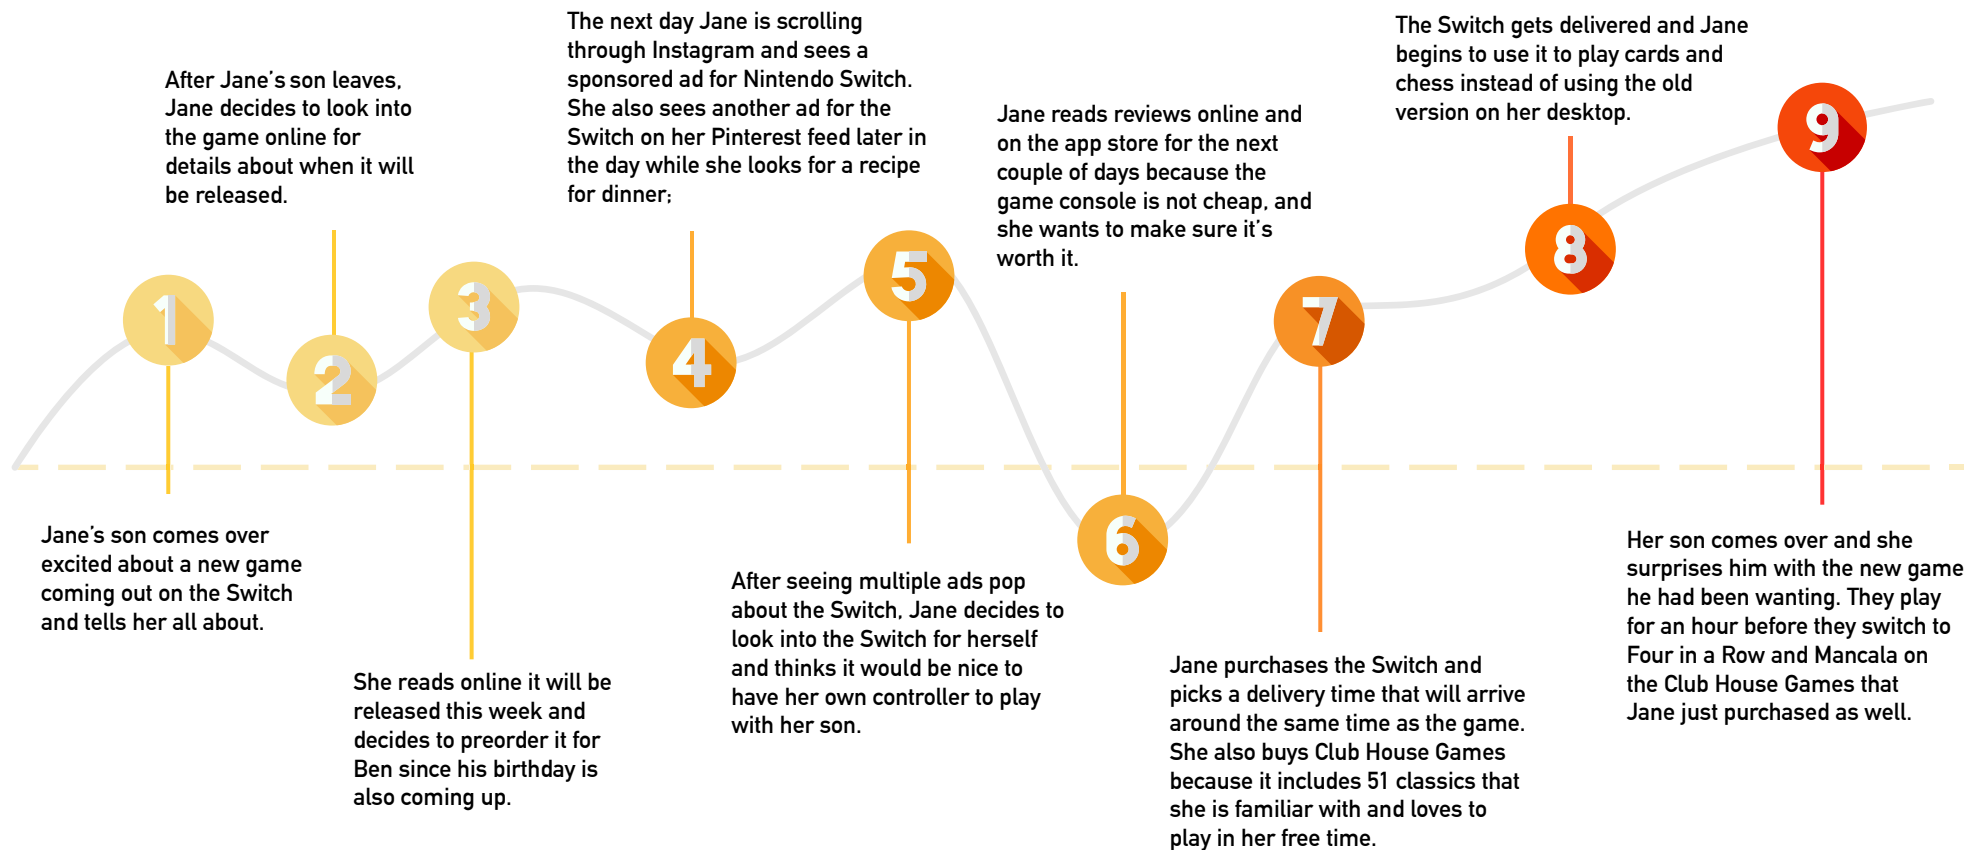 1
Jane's son comes over
excited about a new game
coming out on the Switch
and tells her all about.
2
After Jane's son leaves,
Jane decides to look into
the game online for
details about when it will
be released.
3
She reads online it will be
released this week and
decides to preorder it for
Ben since his birthday is
also coming up.
4
The next day Jane is scrolling
through Instagram and sees a
sponsored ad for Nintendo Switch.
She also sees another ad for the
Switch on her Pinterest feed later in
the day while she looks for a recipe
for dinner;
5
After seeing multiple ads pop
about the Switch, Jane decides to
look into the Switch for herself
and thinks it would be nice to
have her own controller to play
with her son.
6
Jane reads reviews online and
on the app store for the next
couple of days because the
game console is not cheap, and
she wants to make sure it's
worth it.
7
Jane purchases the Switch and
picks a delivery time that will arrive
around the same time as the game.
She also buys Club House Games
because it includes 51 classics that
she is familiar with and loves to
play in her free time.
8
The Switch gets delivered and Jane
begins to use it to play cards and
chess instead of using the old
version on her desktop.
9
Her son comes over and she
surprises him with the new game
he had been wanting. They play
for an hour before they switch to
Four in a Row and Mancala on
the Club House Games that
Jane just purchased as well.